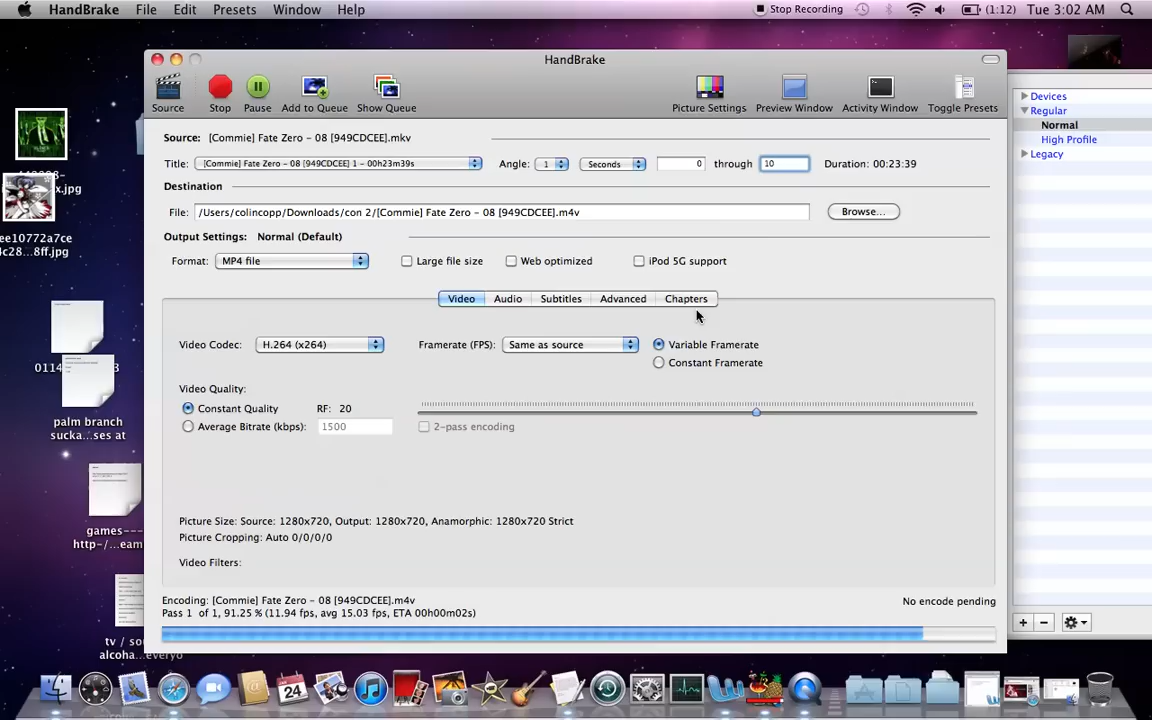 HandBrake File Edit Presets Window Help Stop Recording (1:12) Tue 3:02 AM
HandBrake
Source Stop Pause Add to Queue Show Queue Picture Settings Preview Window Activity Window Toggle Presets
Source: [Commie] Fate Zero - 08 [949CDCEE].mkv
Title: [Commie] Fate Zero - 08 [949CDCEE] 1 - 00h23m39s Angle: 1 Seconds 0 through 10 Duration: 00:23:39
Destination
File: /Users/colincopp/Downloads/con 2/[Commie] Fate Zero - 08 [949CDCEE].m4v Browse...
Output Settings: Normal (Default)
Format: MP4 file Large file size Web optimized iPod 5G support
Video Audio Subtitles Advanced Chapters
Video Codec: H.264 (x264) Framerate (FPS): Same as source Variable Framerate
Constant Framerate
Video Quality:
Constant Quality RF: 20
Average Bitrate (kbps): 1500 2-pass encoding
Picture Size: Source: 1280x720, Output: 1280x720, Anamorphic: 1280x720 Strict
Picture Cropping: Auto 0/0/0/0
Video Filters:
Encoding: [Commie] Fate Zero - 08 [949CDCEE].m4v
Pass 1 of 1, 91.25 % (11.94 fps, avg 15.03 fps, ETA 00h00m02s)
No encode pending
Devices
Regular
Normal
High Profile
Legacy
x.jpg
ee10772a7ce
4c28...8ff.jpg
0114
3
palm branch
sucka...ses at
games---
http-/...eam
tv / so
alcoha...everyo
JAN
24